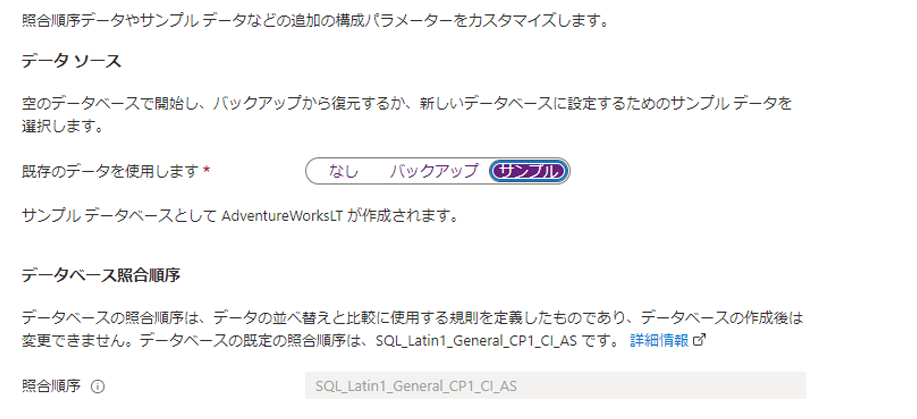 照合順序データやサンプル データなどの追加の構成パラメーターをカスタマイズします。
データ ソース
空のデータベースで開始し、バックアップから復元するか、新しいデータベースに設定するためのサンプル データを
選択します。
既存のデータを使用します * なし バックアップ サンプル
サンプル データベースとして AdventureWorksLT が作成されます。
データベース照合順序
データベースの照合順序は、データの並べ替えと比較に使用する規則を定義したものであり、データベースの作成後は
変更できません。データベースの既定の照合順序は、SQL_Latin1_General_CP1_CI_AS です。 詳細情報
照合順序 SQL_Latin1_General_CP1_CI_AS